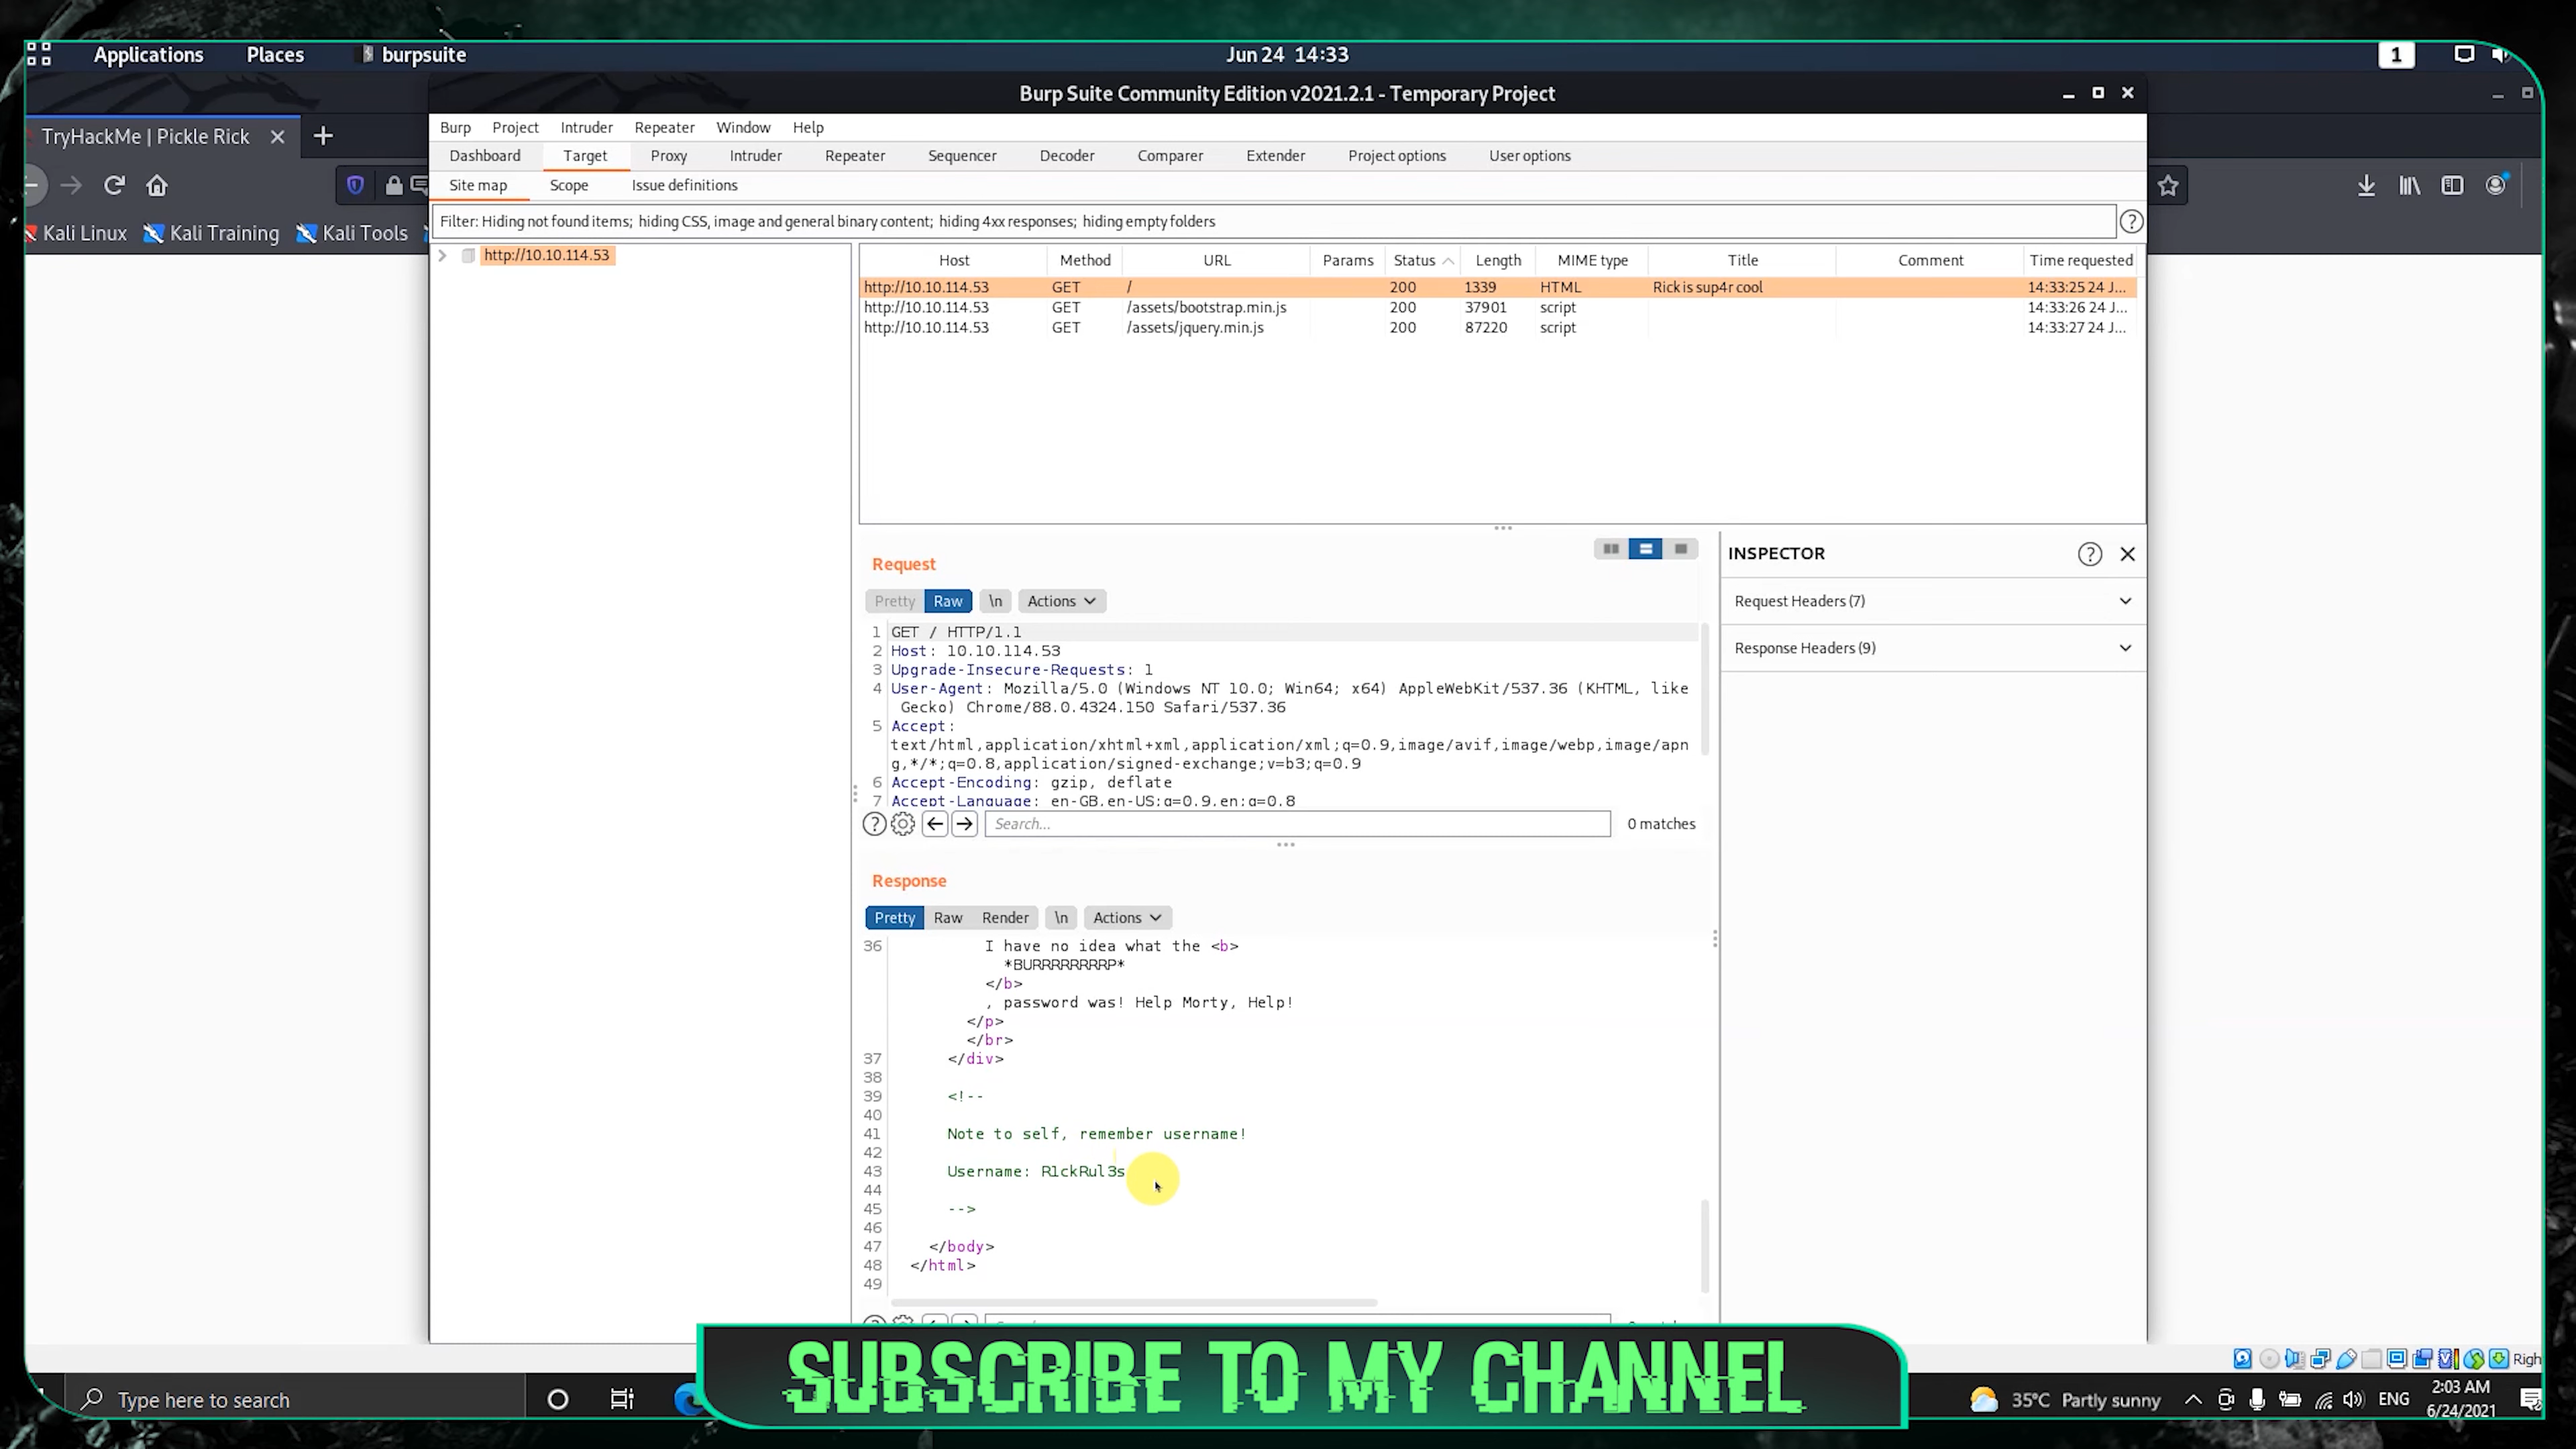 Applications Places burpsuite Jun 24 14:33 1
Burp Suite Community Edition v2021.2.1 - Temporary Project
TryHackMe | Pickle Rick
Burp Project Intruder Repeater Window Help
Dashboard Target Proxy Intruder Repeater Sequencer Decoder Comparer Extender Project options User options
Site map Scope Issue definitions
Filter: Hiding not found items; hiding CSS, image and general binary content; hiding 4xx responses; hiding empty folders
Kali Linux Kali Training Kali Tools
http://10.10.114.53
Host Method URL Params Status Length MIME type Title Comment Time requested
http://10.10.114.53 GET / 200 1339 HTML Rick is sup4r cool 14:33:25 24 J...
http://10.10.114.53 GET /assets/bootstrap.min.js 200 37901 script 14:33:26 24 J...
http://10.10.114.53 GET /assets/jquery.min.js 200 87220 script 14:33:27 24 J...
Request
Pretty Raw \n Actions
1 GET / HTTP/1.1
2 Host: 10.10.114.53
3 Upgrade-Insecure-Requests: 1
4 User-Agent: Mozilla/5.0 (Windows NT 10.0; Win64; x64) AppleWebKit/537.36 (KHTML, like
Gecko) Chrome/88.0.4324.150 Safari/537.36
5 Accept:
text/html,application/xhtml+xml,application/xml;q=0.9,image/avif,image/webp,image/apn
g,*/*;q=0.8,application/signed-exchange;v=b3;q=0.9
6 Accept-Encoding: gzip, deflate
7 Accept-Language: en-GB,en-US;q=0.9,en;q=0.8
Search... 0 matches
INSPECTOR
Request Headers (7)
Response Headers (9)
Response
Pretty Raw Render \n Actions
36 I have no idea what the <b>
*BURRRRRRRRP*
</b>
, password was! Help Morty, Help!
</p>
</br>
37 </div>
38
39 <!--
40
41 Note to self, remember username!
42
43 Username: R1ckRul3s
44
45 -->
46
47 </body>
48 </html>
49
SUBSCRIBE TO MY CHANNEL
Righ
Type here to search
35°C Partly sunny ENG 2:03 AM
6/24/2021